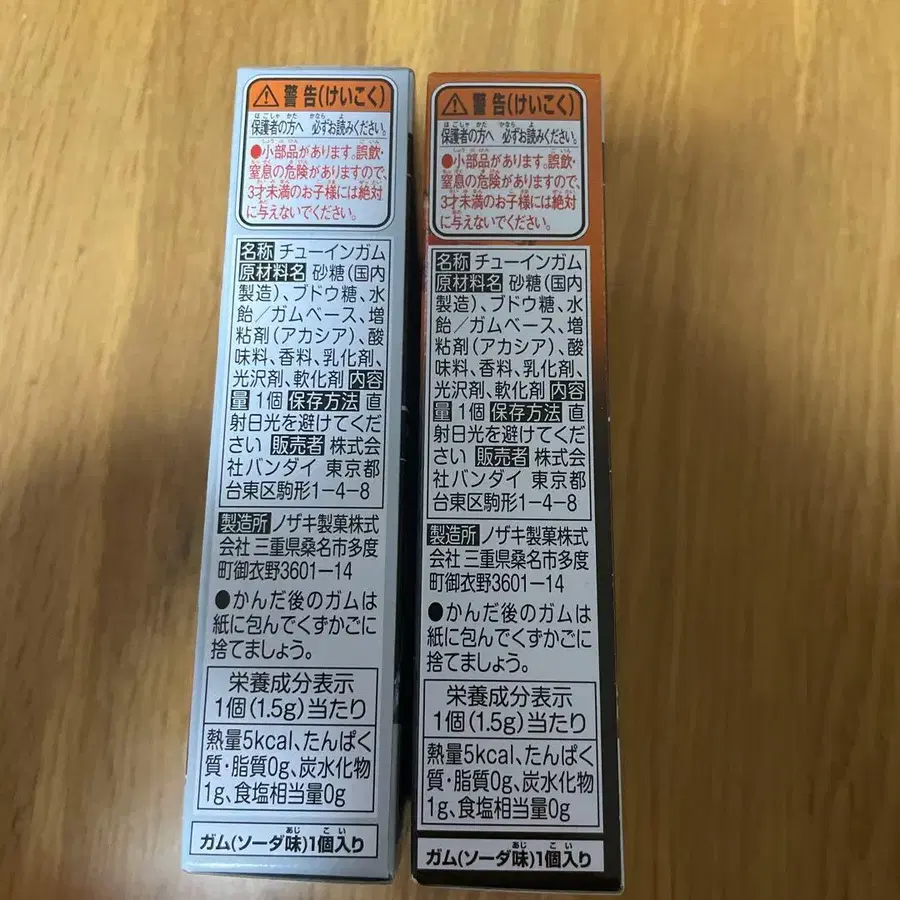 ⚠警告(けいこく)
保護者の方へ 必ずお読みください。
●小部品があります。誤飲・
窒息の危険がありますので、
3才未満のお子様には絶対
に与えないでください。
名称 チューインガム
原材料名 砂糖(国内
製造)、ブドウ糖、水
飴/ガムベース、増
粘剤(アカシア)、酸
味料、香料、乳化剤、
光沢剤、軟化剤 内容
量 1個 保存方法 直
射日光を避けてくだ
さい 販売者 株式会
社バンダイ 東京都
台東区駒形1-4-8
製造所 ノザキ製菓株式
会社 三重県桑名市多度
町御衣野3601-14
●かんだ後のガムは
紙に包んでくずかごに
捨てましょう。
栄養成分表示
1個(1.5g)当たり
熱量5kcal、たんぱく
質・脂質0g、炭水化物
1g、食塩相当量0g
ガム(ソーダ味)1個入り
⚠警告(けいこく)
保護者の方へ 必ずお読みください。
●小部品があります。誤飲・
窒息の危険がありますので、
3才未満のお子様には絶対
に与えないでください。
名称 チューインガム
原材料名 砂糖(国内
製造)、ブドウ糖、水
飴/ガムベース、増
粘剤(アカシア)、酸
味料、香料、乳化剤、
光沢剤、軟化剤 内容
量 1個 保存方法 直
射日光を避けてくだ
さい 販売者 株式会
社バンダイ 東京都
台東区駒形1-4-8
製造所 ノザキ製菓株式
会社 三重県桑名市多度
町御衣野3601-14
●かんだ後のガムは
紙に包んでくずかごに
捨てましょう。
栄養成分表示
1個(1.5g)当たり
熱量5kcal、たんぱく
質・脂質0g、炭水化物
1g、食塩相当量0g
ガム(ソーダ味)1個入り